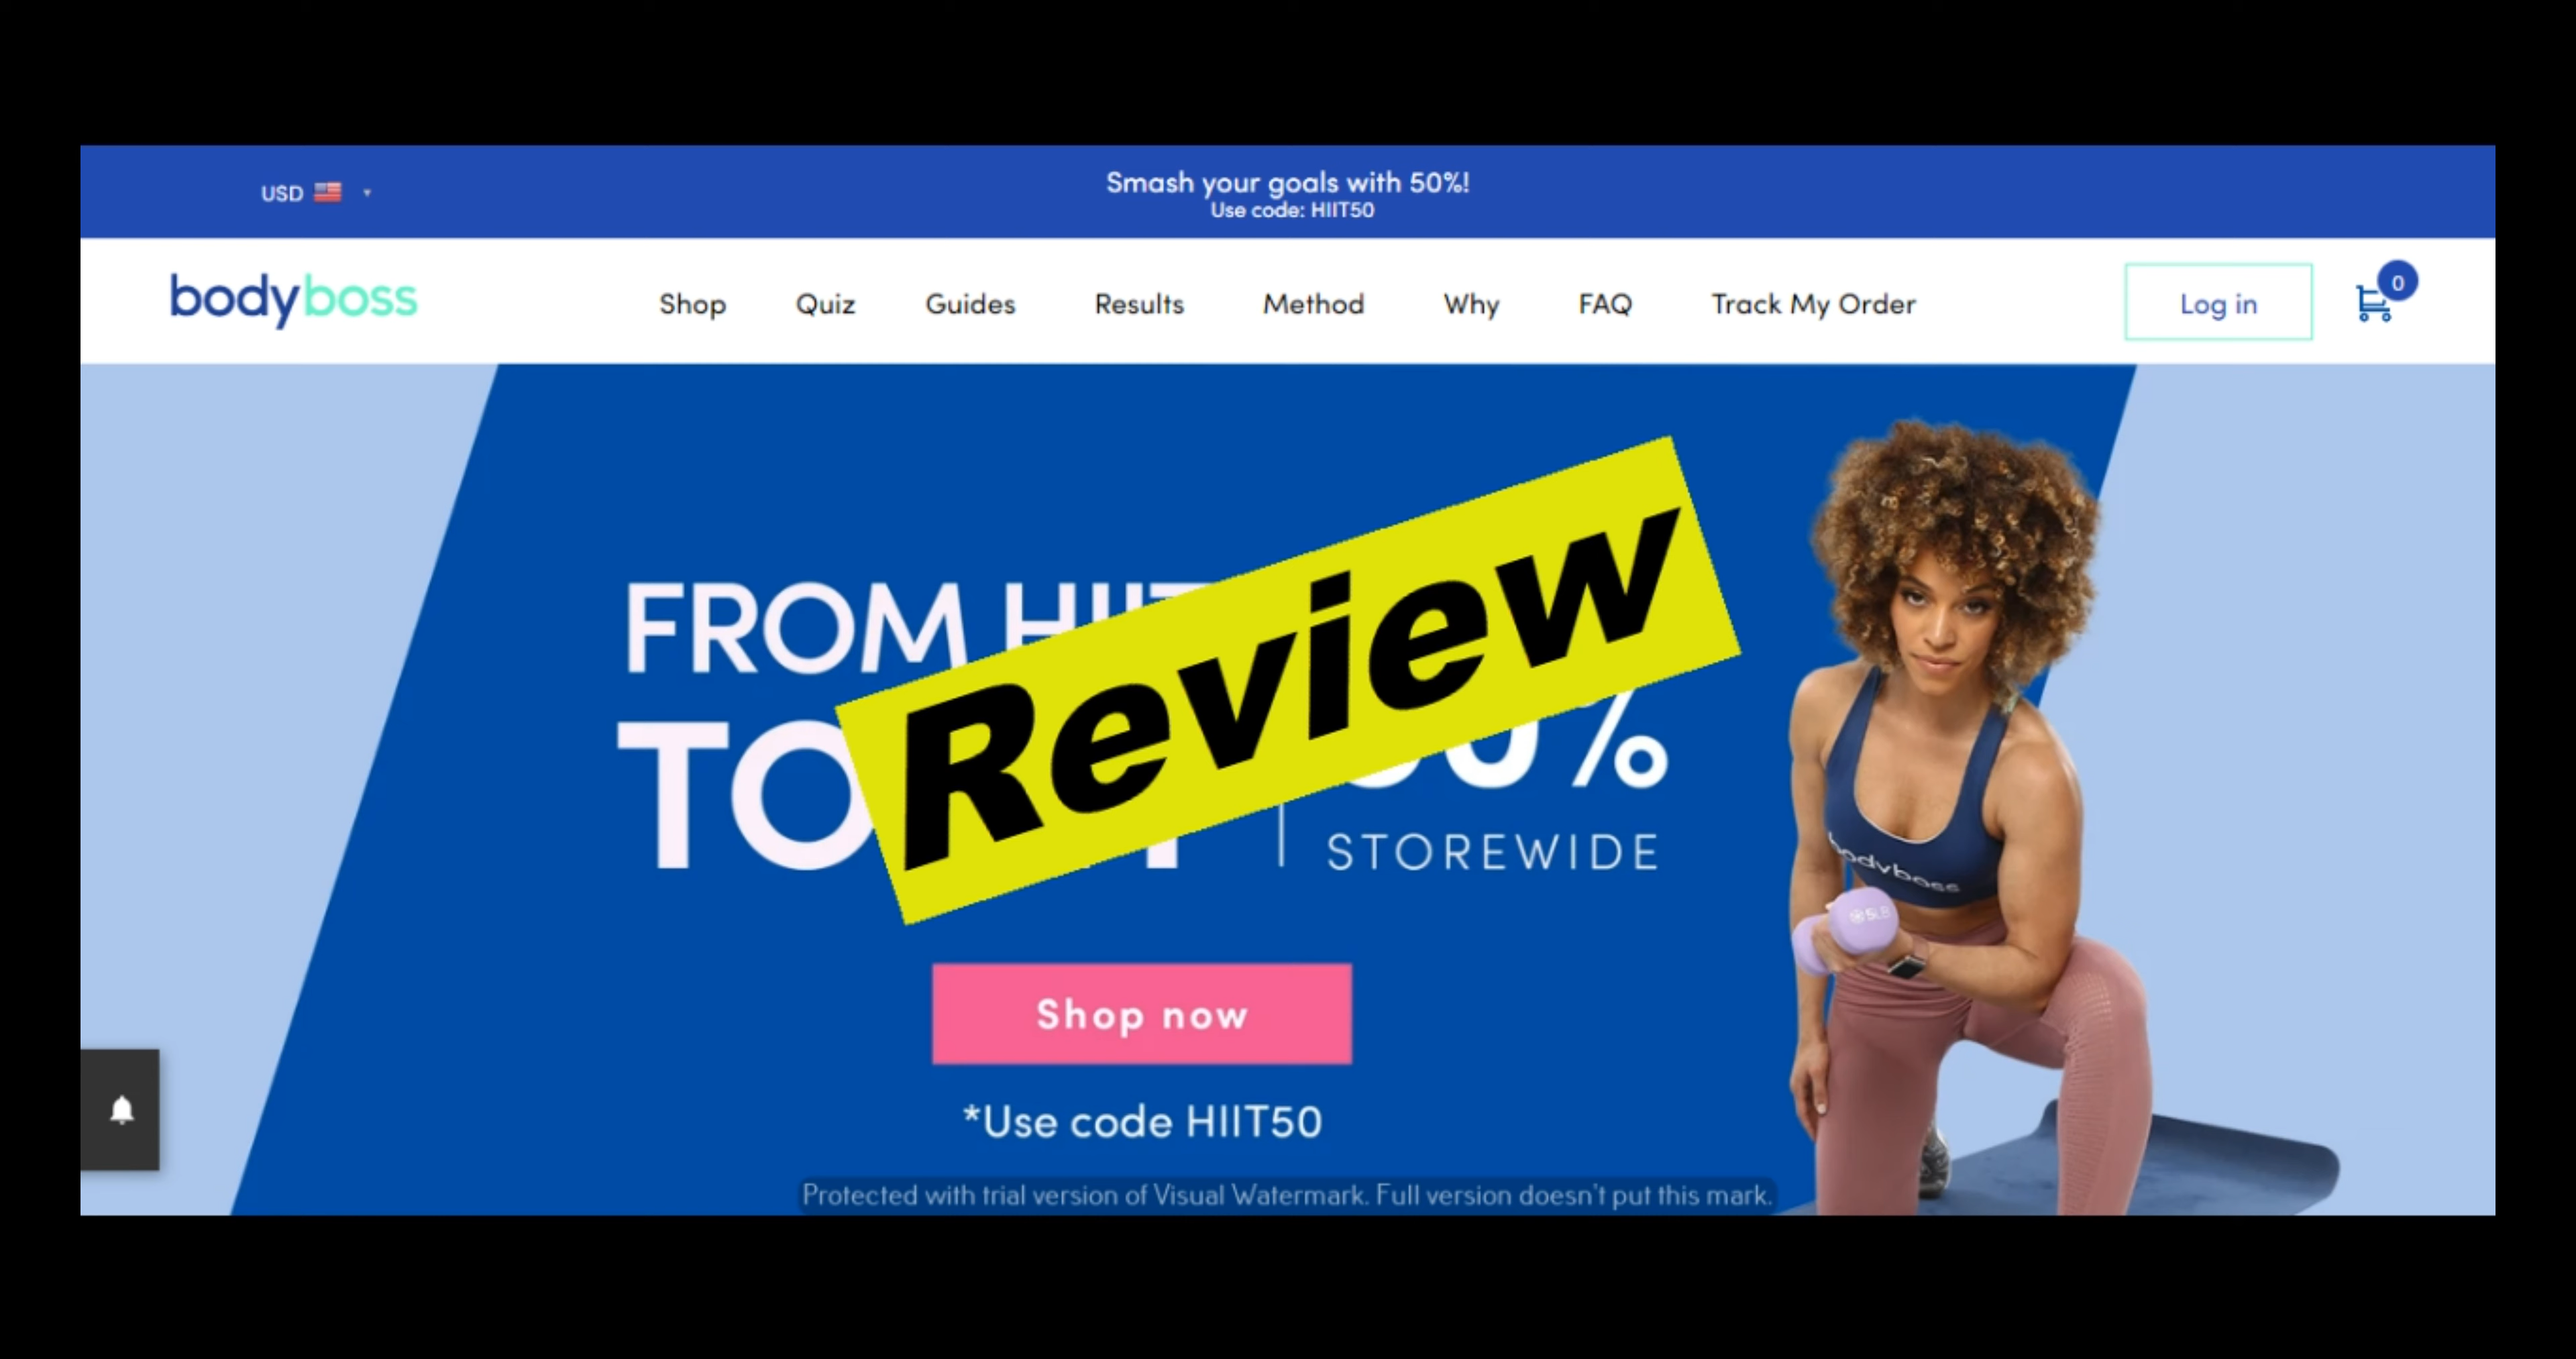 USD
Smash your goals with 50%!
Use code: HIIT50
bodyboss
Shop Quiz Guides Results Method Why FAQ Track My Order
Log in
0
FROM
Review
STOREWIDE
Shop now
*Use code HIIT50
bodyboss
5LB
Protected with trial version of Visual Watermark. Full version doesn't put this mark.